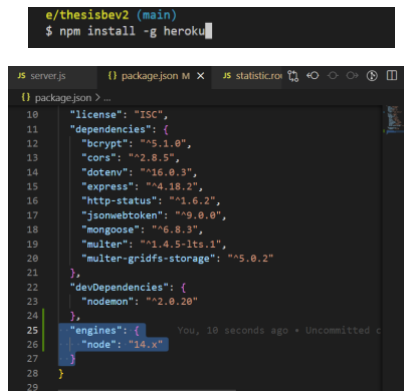 e/thesisbev2 (main)
$ npm install -g heroku
JS server.js {} package.json M × JS statistic.ro
{} package.json > ...
10 "license": "ISC",
11 "dependencies": {
12 "bcrypt": "^5.1.0",
13 "cors": "^2.8.5",
14 "dotenv": "^16.0.3",
15 "express": "^4.18.2",
16 "http-status": "^1.6.2",
17 "jsonwebtoken": "^9.0.0",
18 "mongoose": "^6.8.3",
19 "multer": "^1.4.5-lts.1",
20 "multer-gridfs-storage": "^5.0.2"
21 },
22 "devDependencies": {
23 "nodemon": "^2.0.20"
24 },
25 "engines": { You, 10 seconds ago • Uncommitted c
26 "node": "14.x"
27 }
28 }
29